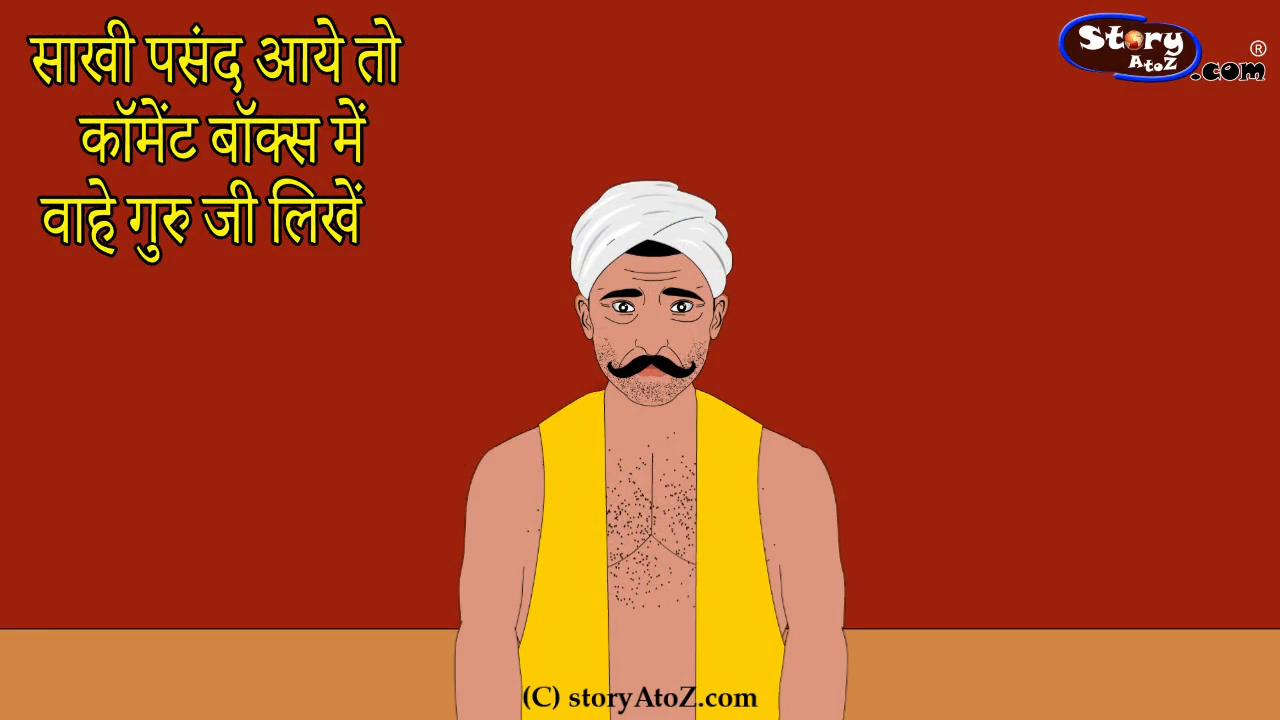 साखी पसंद आये तो
कॉमेंट बॉक्स में
वाहे गुरु जी लिखें
Story
AtoZ
.com
®
(C) storyAtoZ.com